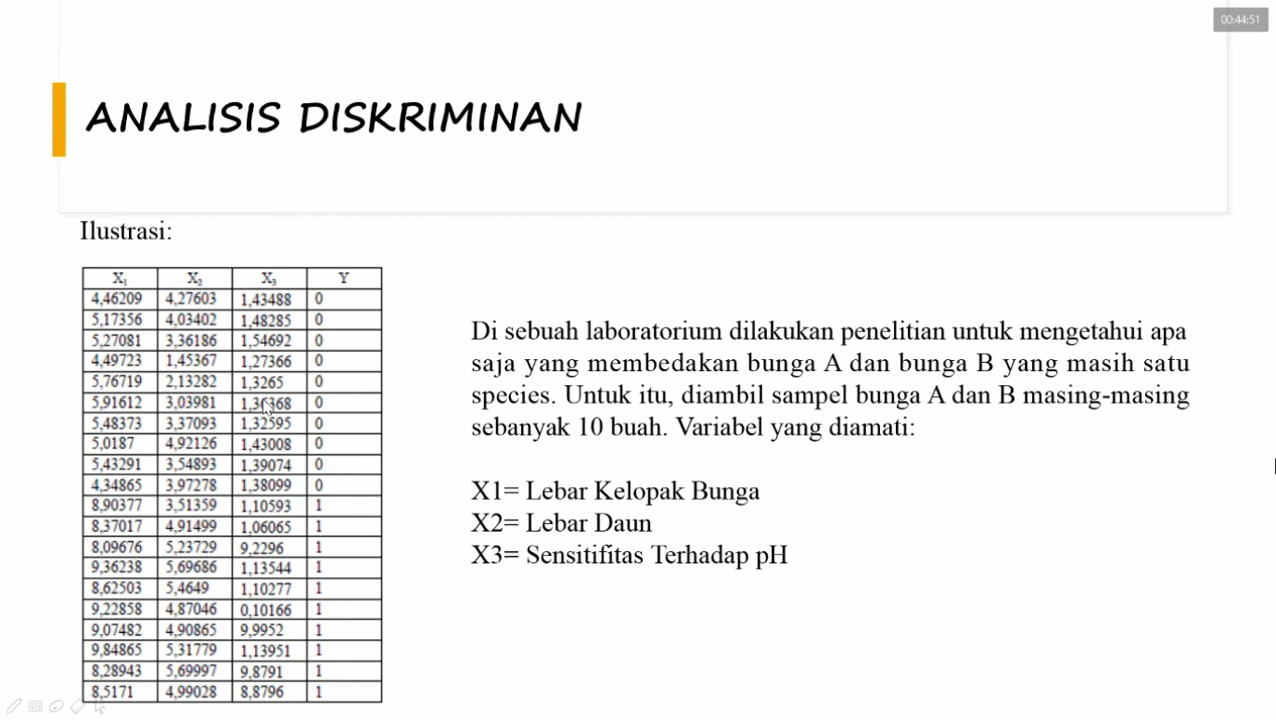 00:44:51
ANALISIS DISKRIMINAN
Ilustrasi:
X₁ X₂ X₃ Y
4,46209 4,27603 1,43488 0
5,17356 4,03402 1,48285 0
5,27081 3,36186 1,54692 0
4,49723 1,45367 1,27366 0
5,76719 2,13282 1,3265 0
5,91612 3,03981 0
5,48373 3,37093 1,32595 0
5,0187 4,92126 1,43008 0
5,43291 3,54893 1,39074 0
4,34865 3,97278 1,38099 0
8,90377 3,51359 1,10593 1
8,37017 4,91499 1,06065 1
8,09676 5,23729 9,2296 1
9,36238 5,69686 1,13544 1
8,62503 5,4649 1,10277 1
9,22858 4,87046 0,10166 1
9,07482 4,90865 9,9952 1
9,84865 5,31779 1,13951 1
8,28943 5,69997 9,8791 1
8,5171 4,99028 8,8796 1
Di sebuah laboratorium dilakukan penelitian untuk mengetahui apa
saja yang membedakan bunga A dan bunga B yang masih satu
species. Untuk itu, diambil sampel bunga A dan B masing-masing
sebanyak 10 buah. Variabel yang diamati:
X1= Lebar Kelopak Bunga
X2= Lebar Daun
X3= Sensitifitas Terhadap pH